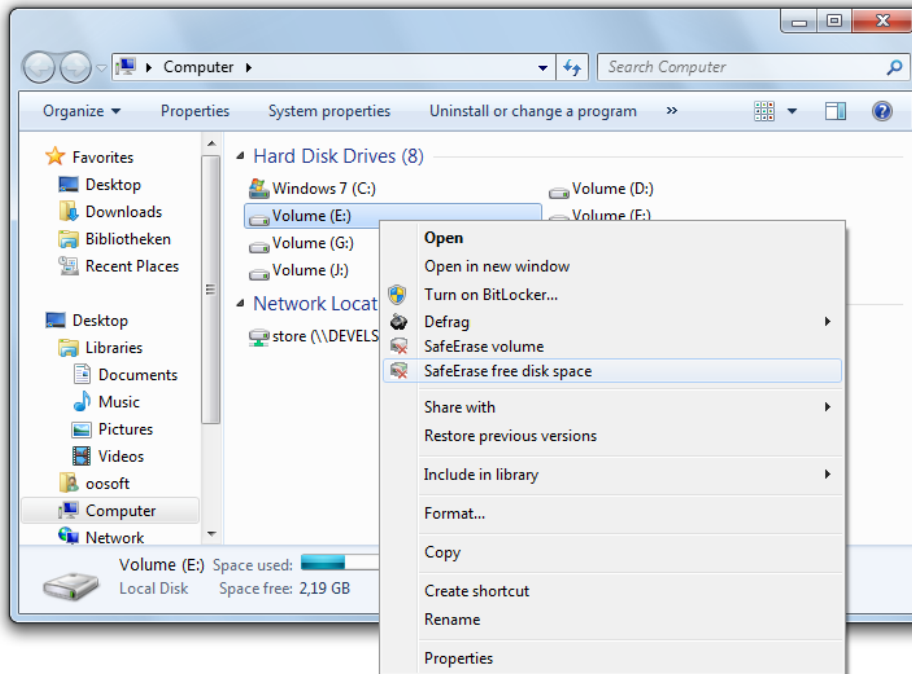 Computer
Search Computer
Organize
Properties
System properties
Uninstall or change a program
»
Favorites
Desktop
Downloads
Bibliotheken
Recent Places
Desktop
Libraries
Documents
Music
Pictures
Videos
oosoft
Computer
Network
Hard Disk Drives (8)
Windows 7 (C:)
Volume (D:)
Volume (E:)
Volume (F:)
Volume (G:)
Volume (J:)
Network Locat
store (\\DEVELS
Open
Open in new window
Turn on BitLocker...
Defrag
SafeErase volume
SafeErase free disk space
Share with
Restore previous versions
Include in library
Format...
Copy
Create shortcut
Rename
Properties
Volume (E:) Space used:
Local Disk Space free: 2,19 GB